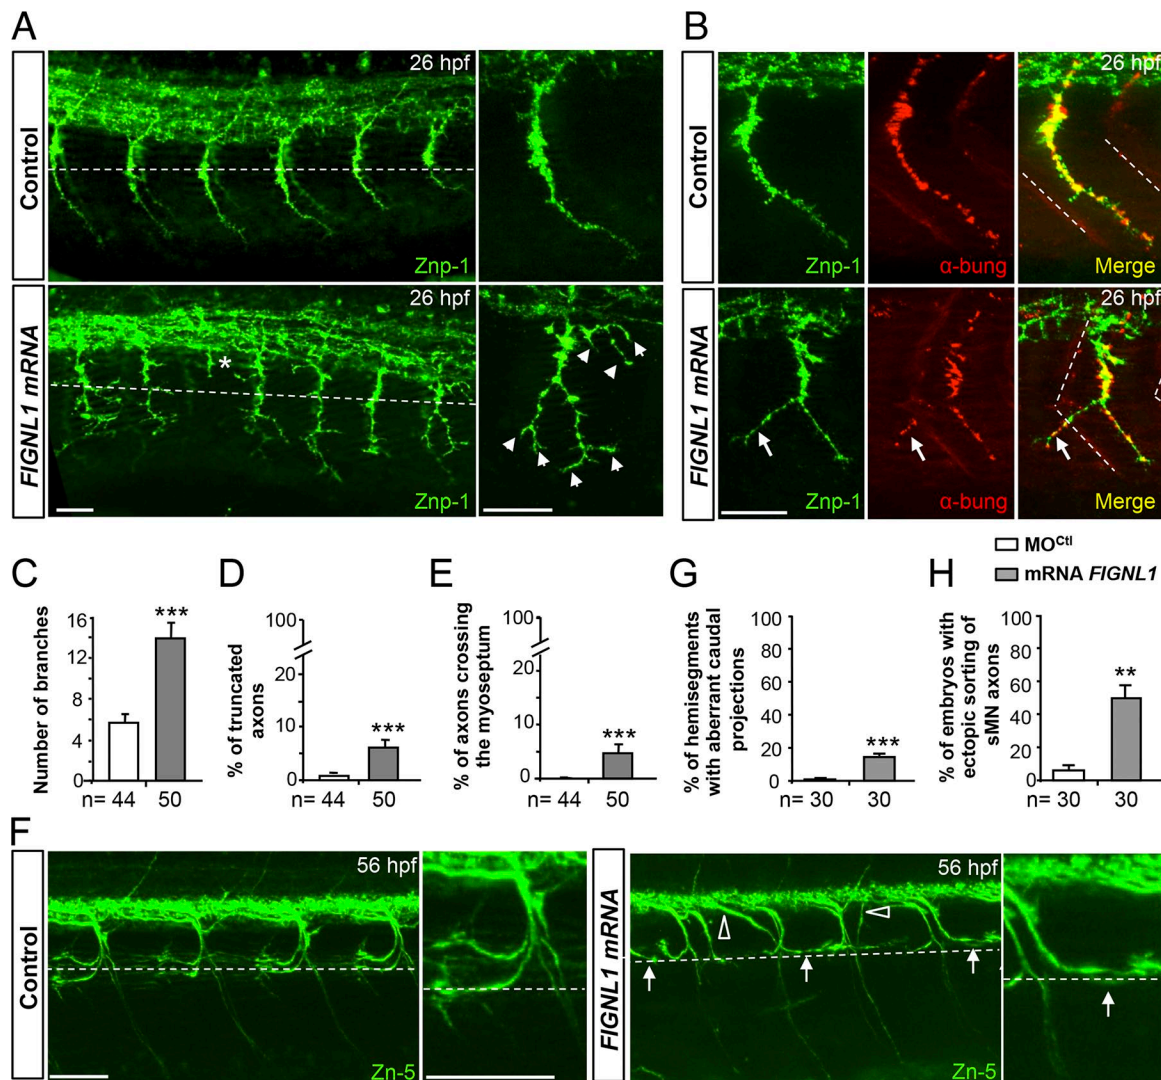 A
B
Control
26 hpf
Znp-1
FIGNL1 mRNA
26 hpf
*
Znp-1
Control
26 hpf
Znp-1
α-bung
Merge
FIGNL1 mRNA
26 hpf
Znp-1
α-bung
Merge
MOCtl
mRNA FIGNL1
C
Number of branches
16
12
8
4
0
***
n= 44 50
D
% of truncated
axons
100
20
10
0
***
n= 44 50
E
% of axons crossing
the myoseptum
100
20
10
0
***
n= 44 50
G
% of hemisegments
with aberrant caudal
projections
100
80
60
40
20
0
***
n= 30 30
H
% of embryos with
ectopic sorting of
sMN axons
100
80
60
40
20
0
**
n= 30 30
F
Control
56 hpf
Zn-5
FIGNL1 mRNA
56 hpf
Zn-5